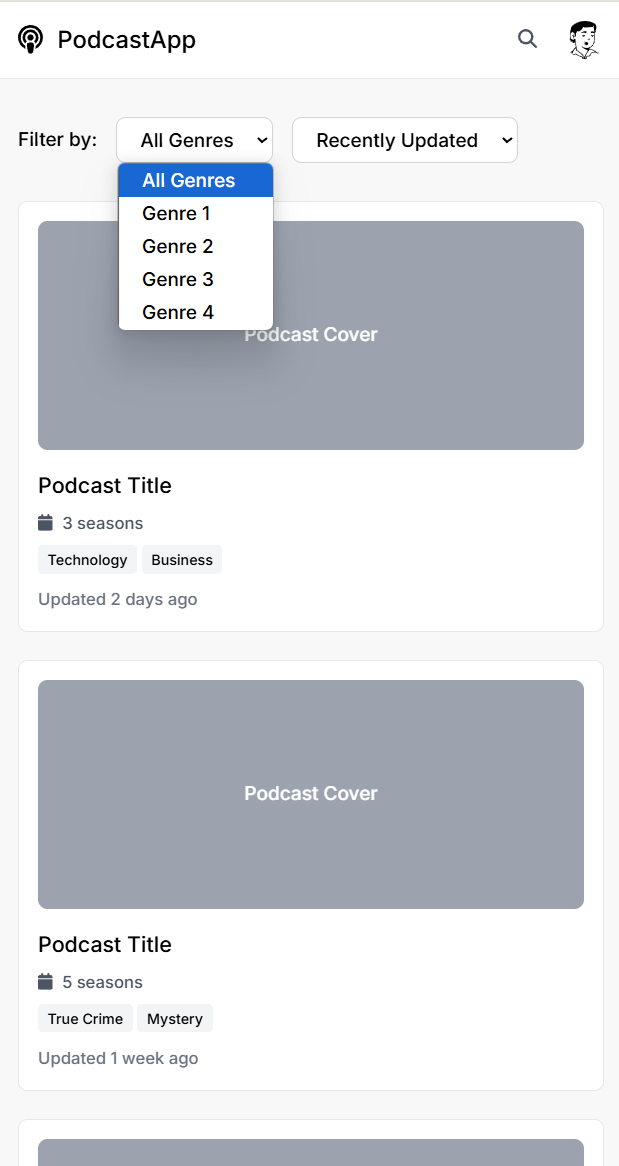 PodcastApp
Filter by:
All Genres
Recently Updated
All Genres
Genre 1
Genre 2
Genre 3
Genre 4
Podcast Cover
Podcast Title
3 seasons
Technology
Business
Updated 2 days ago
Podcast Cover
Podcast Title
5 seasons
True Crime
Mystery
Updated 1 week ago